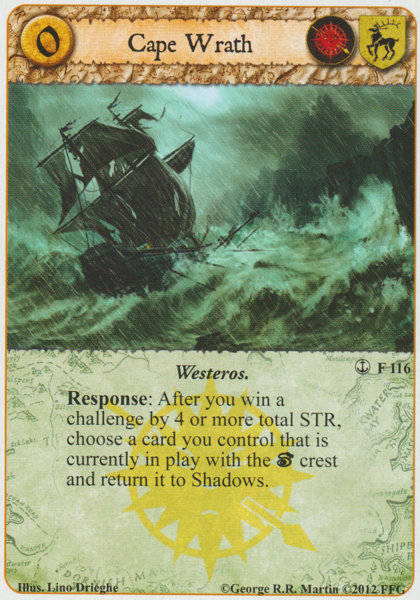 0
Cape Wrath
Westeros.
F 116
Response: After you win a
challenge by 4 or more total STR,
choose a card you control that is
currently in play with the crest
and return it to Shadows.
Illus. Lino Drieghe
©George R.R. Martin ©2012 FFG
DORVISH MARCH